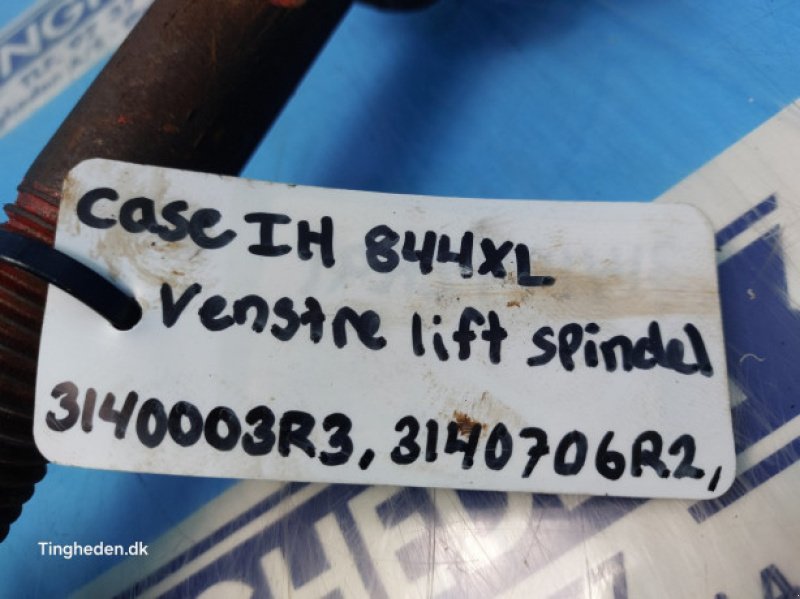 Case IH 844XL
Venstre lift spindel
3140003R3, 3140706R2,
Tingheden.dk